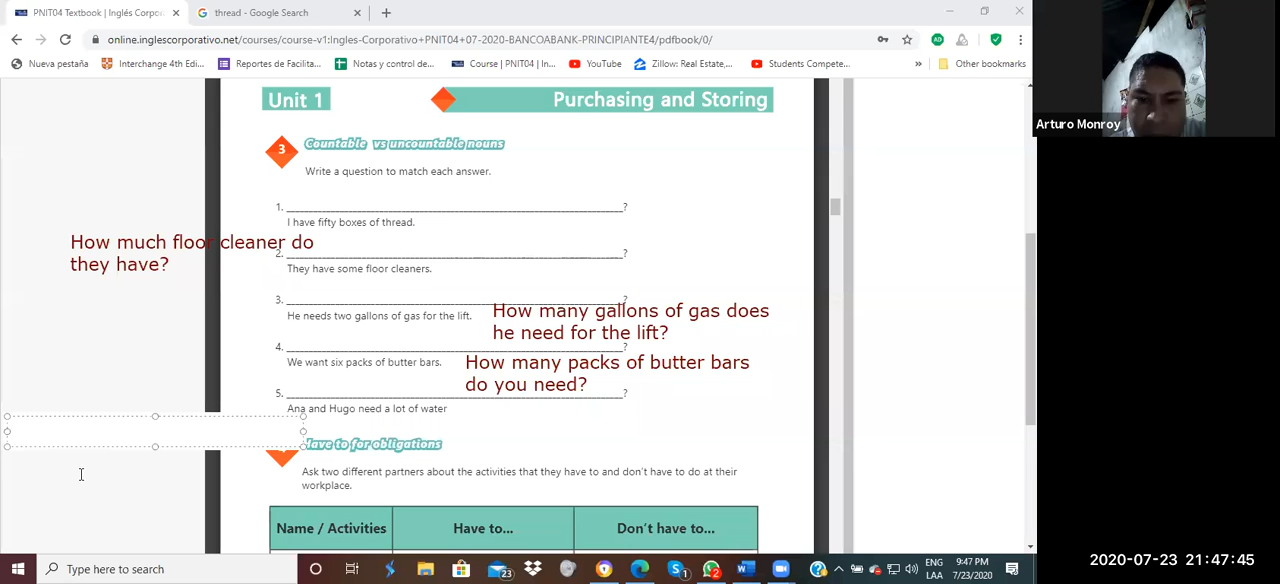 PNIT04 Textbook | Inglés Corpor
thread - Google Search
online.inglescorporativo.net/courses/course-v1:Ingles-Corporativo+PNIT04+07-2020-BANCOABANK-PRINCIPIANTE4/pdfbook/0/
Nueva pestaña
Interchange 4th Edi...
Reportes de Facilita...
Notas y control de...
Course | PNIT04 | In...
YouTube
Zillow: Real Estate,...
Students Compete...
»
Other bookmarks
Arturo Monroy
Unit 1
Purchasing and Storing
3
Countable vs uncountable nouns
Write a question to match each answer.
1. ?
I have fifty boxes of thread.
How much floor cleaner do
they have?
2. ?
They have some floor cleaners.
3. ?
He needs two gallons of gas for the lift.
How many gallons of gas does
he need for the lift?
4. ?
We want six packs of butter bars.
How many packs of butter bars
do you need?
5. ?
Ana and Hugo need a lot of water
Have to for obligations
Ask two different partners about the activities that they have to and don't have to do at their
workplace.
Name / Activities
Have to...
Don't have to...
Type here to search
23
1
2
ENG
LAA
9:47 PM
7/23/2020
2020-07-23 21:47:45